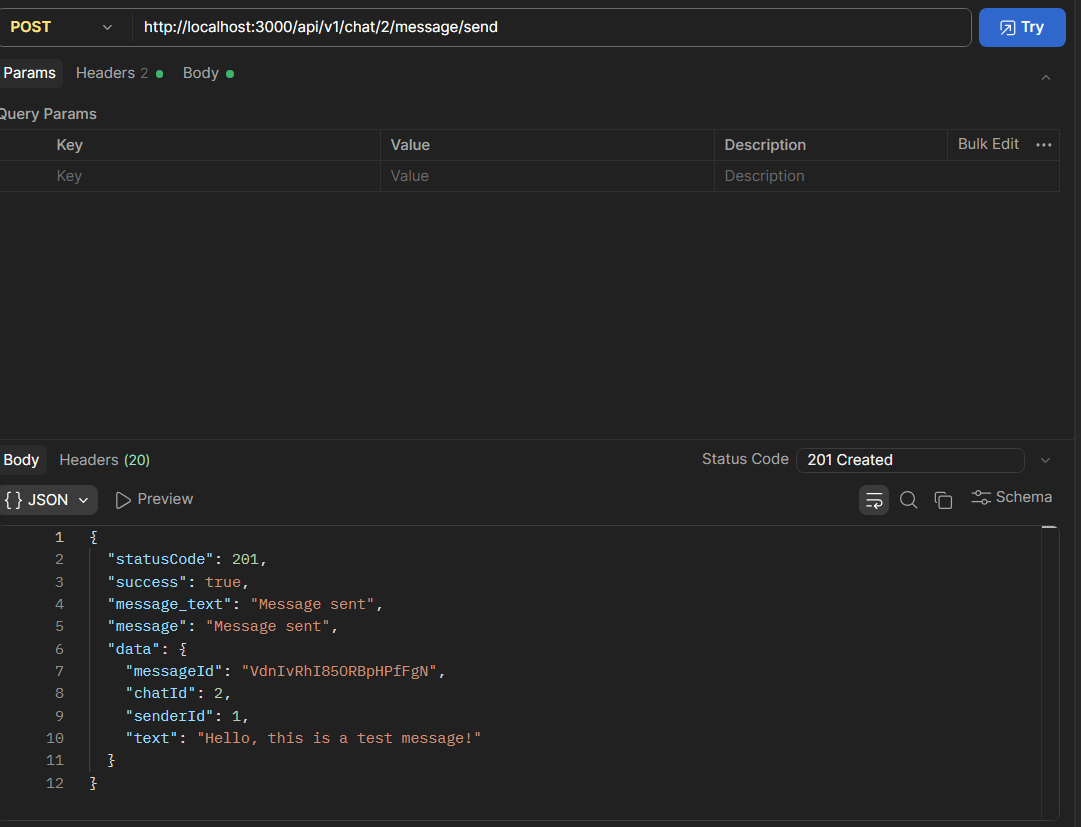 POST http://localhost:3000/api/v1/chat/2/message/send Try
Params Headers 2 Body
Query Params
Key Value Description Bulk Edit
Key Value Description
Body Headers (20) Status Code 201 Created
{} JSON Preview Schema
1 {
2 "statusCode": 201,
3 "success": true,
4 "message_text": "Message sent",
5 "message": "Message sent",
6 "data": {
7 "messageId": "VdnIvRhI85ORBpHPfFgN",
8 "chatId": 2,
9 "senderId": 1,
10 "text": "Hello, this is a test message!"
11 }
12 }